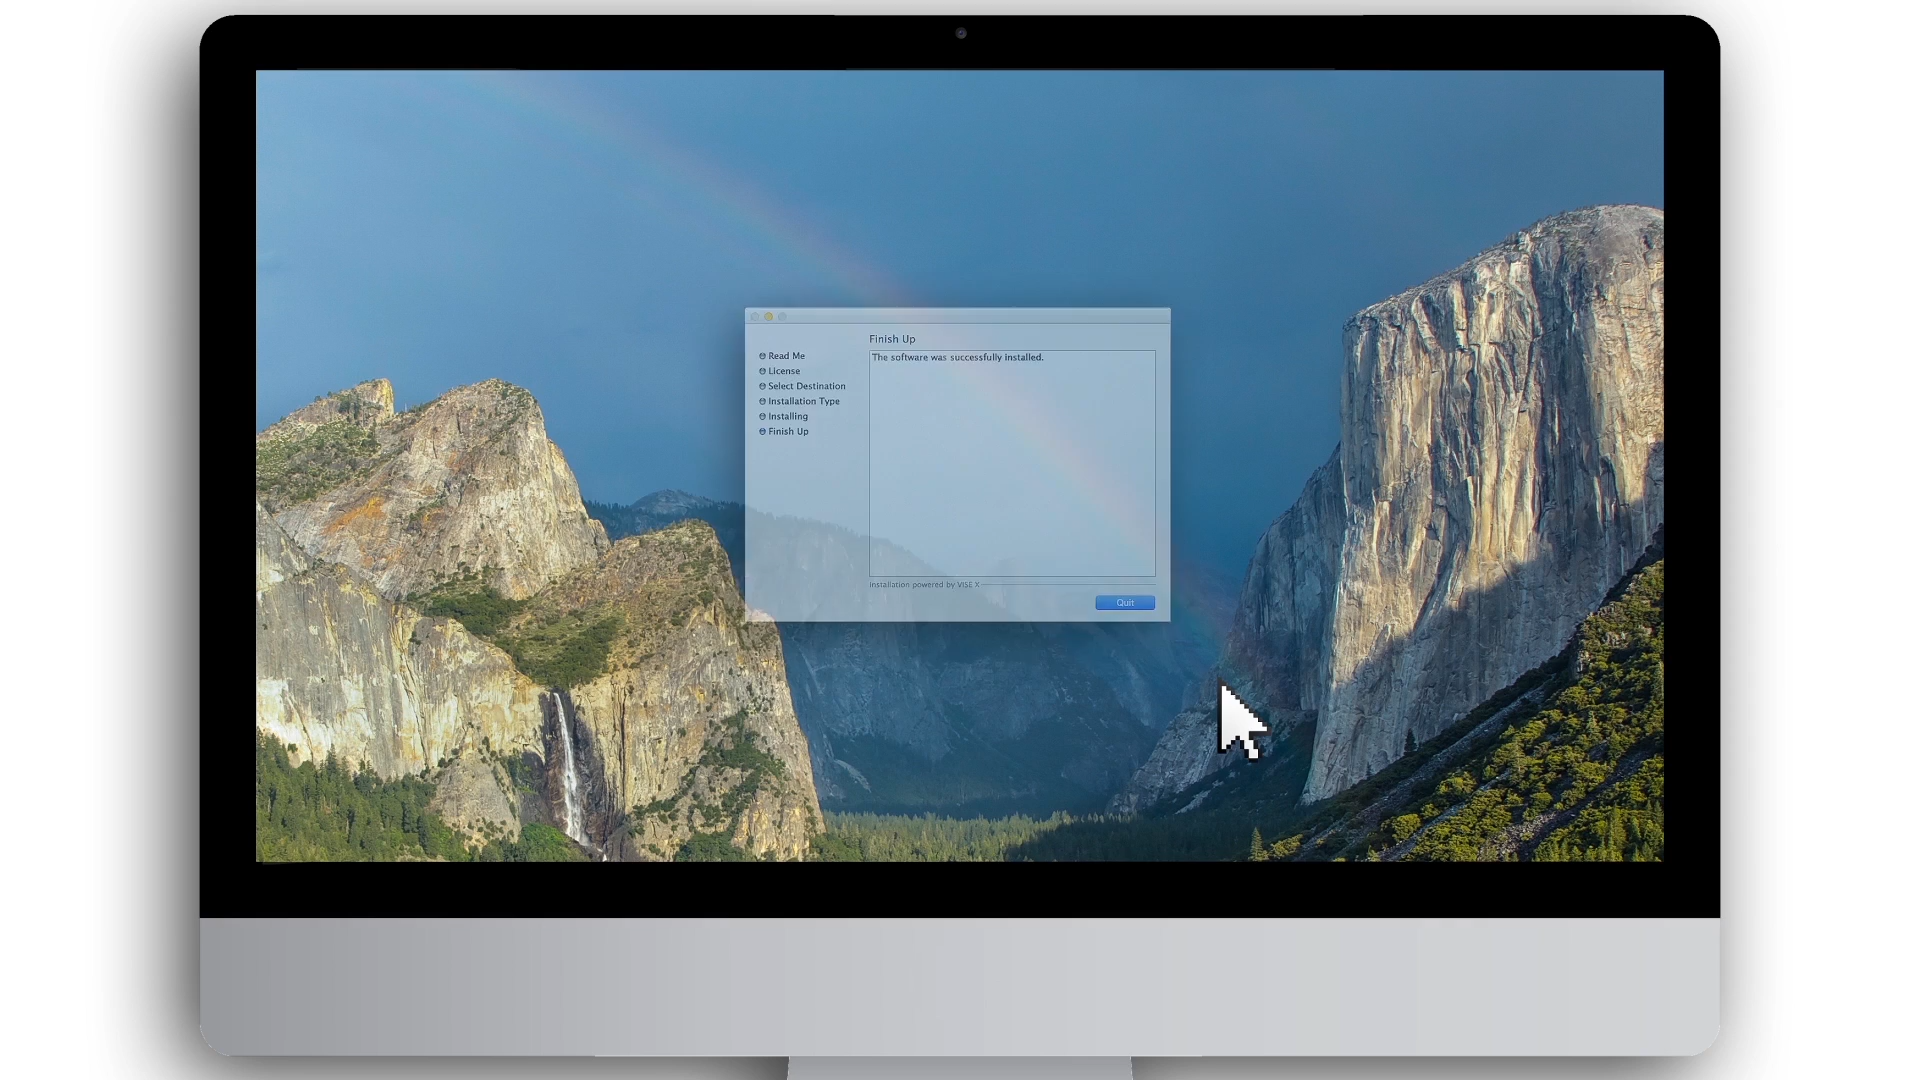 Finish Up
The software was successfully installed.
Read Me
License
Select Destination
Installation Type
Installing
Finish Up
Installation powered by VISE X
Quit